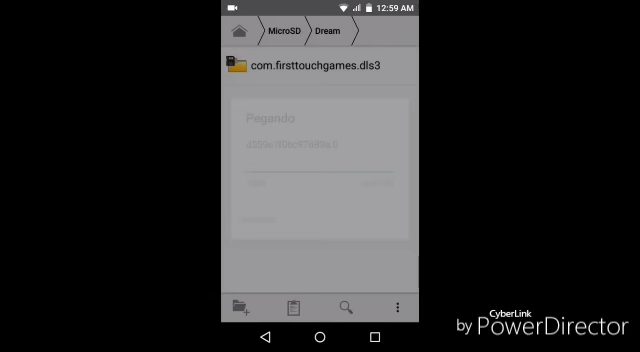 12:59 AM
MicroSD
Dream
com.firsttouchgames.dls3
Pegando
CyberLink
by PowerDirector